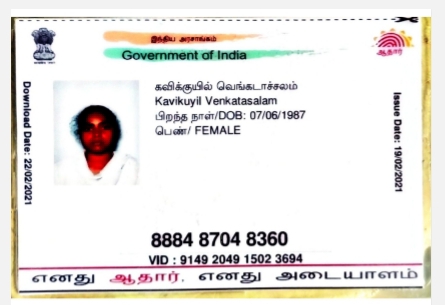 இந்திய அரசாங்கம்
Government of India
ஆதார்
Download Date: 22/02/2021
கவிக்குயில் வெங்கடாச்சலம்
Kavikuyil Venkatasalam
பிறந்த நாள்/DOB: 07/06/1987
பெண்/ FEMALE
Issue Date: 19/02/2021
8884 8704 8360
VID : 9149 2049 1502 3694
எனது ஆதார், எனது அடையாளம்